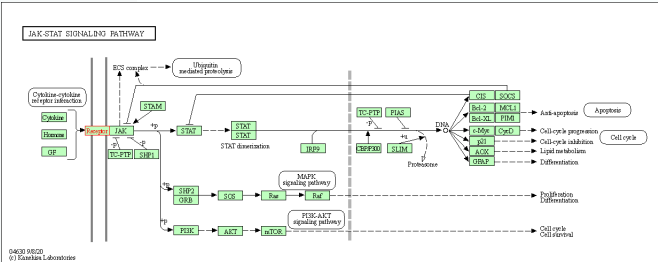 JAK-STAT SIGNALING PATHWAY
ECS complex
Ubiquitin
mediated proteolysis
Cytokine-cytokine
receptor interaction
Cytokine
Hormone
GF
Receptor
JAK
STAM
TC-PTP
SHP1
-p
-p
+p
STAT
STAT
STAT
STAT dimerization
IRP9
TC-PTP
PIAS
-p
CBP/P300
SLIM
+u
Proteosome
DNA
CIS
SOCS
Bcl-2
MCL1
Bcl-XL
PIM1
c-Myc
CycD
p21
AOX
GFAP
Anti-apoptosis
Apoptosis
Cell-cycle progression
Cell-cycle inhibition
Cell cycle
Lipid metabolism
Differentiation
+p
SHP2
GRB
SOS
Ras
Raf
MAPK
signaling pathway
Proliferation
Differentiation
+p
PI3K
AKT
mTOR
PI3K-AKT
signaling pathway
Cell cycle
Cell survival
04630 9/8/20
(c) Kanehisa Laboratories